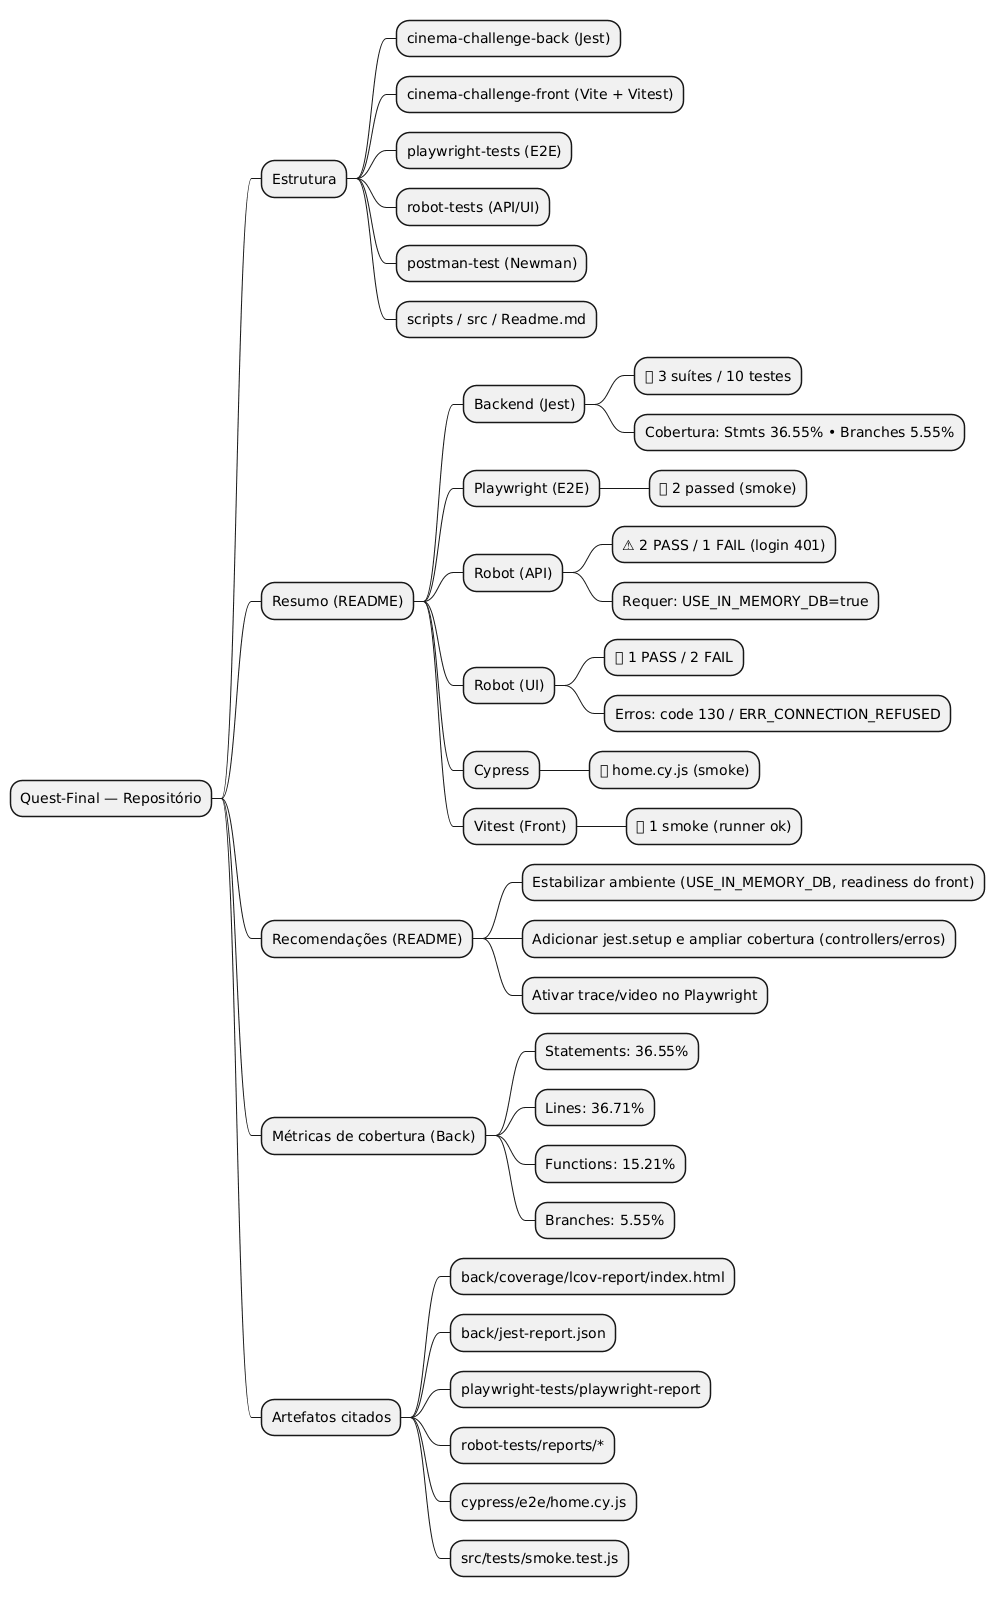 Quest-Final — Repositório
Estrutura
cinema-challenge-back (Jest)
cinema-challenge-front (Vite + Vitest)
playwright-tests (E2E)
robot-tests (API/UI)
postman-test (Newman)
scripts / src / Readme.md
Resumo (README)
Backend (Jest)
3 suítes / 10 testes
Cobertura: Stmts 36.55% • Branches 5.55%
Playwright (E2E)
2 passed (smoke)
Robot (API)
⚠ 2 PASS / 1 FAIL (login 401)
Requer: USE_IN_MEMORY_DB=true
Robot (UI)
1 PASS / 2 FAIL
Erros: code 130 / ERR_CONNECTION_REFUSED
Cypress
home.cy.js (smoke)
Vitest (Front)
1 smoke (runner ok)
Recomendações (README)
Estabilizar ambiente (USE_IN_MEMORY_DB, readiness do front)
Adicionar jest.setup e ampliar cobertura (controllers/erros)
Ativar trace/video no Playwright
Métricas de cobertura (Back)
Statements: 36.55%
Lines: 36.71%
Functions: 15.21%
Branches: 5.55%
Artefatos citados
back/coverage/lcov-report/index.html
back/jest-report.json
playwright-tests/playwright-report
robot-tests/reports/*
cypress/e2e/home.cy.js
src/tests/smoke.test.js